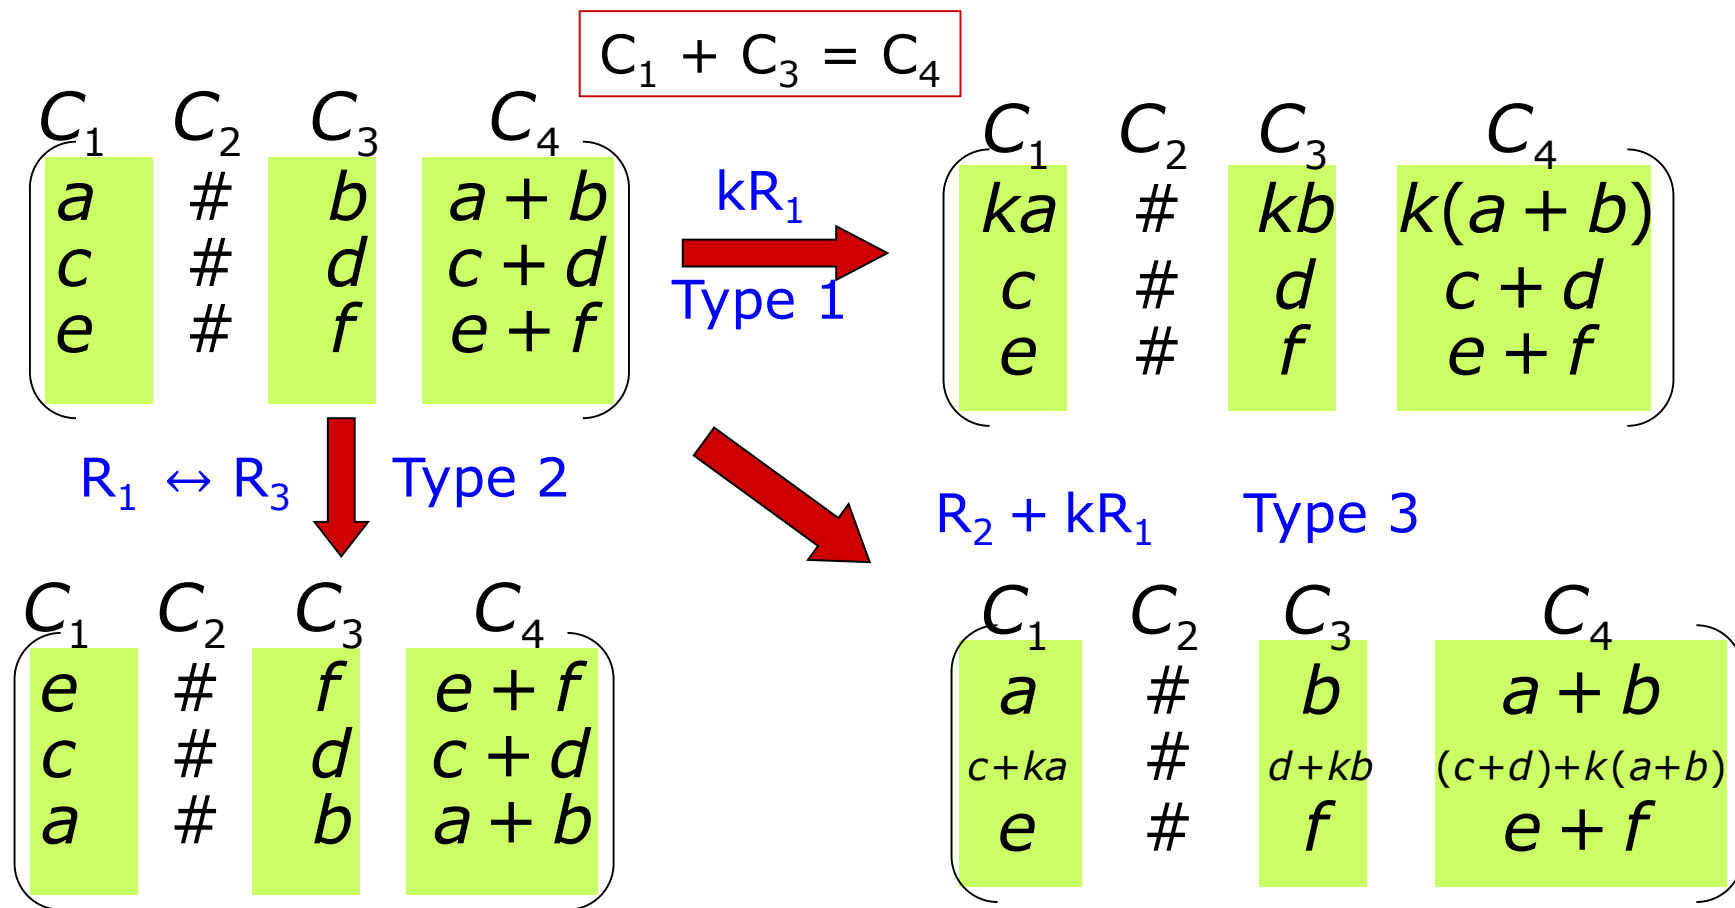 C₁ + C₃ = C₄
C₁ C₂ C₃ C₄
a # b a + b
c # d c + d
e # f e + f
kR₁
Type 1
C₁ C₂ C₃ C₄
ka # kb k(a + b)
c # d c + d
e # f e + f
R₁ ↔ R₃ Type 2
R₂ + kR₁ Type 3
C₁ C₂ C₃ C₄
e # f e + f
c # d c + d
a # b a + b
C₁ C₂ C₃ C₄
a # b a + b
c+ka # d+kb (c+d)+k(a+b)
e # f e + f